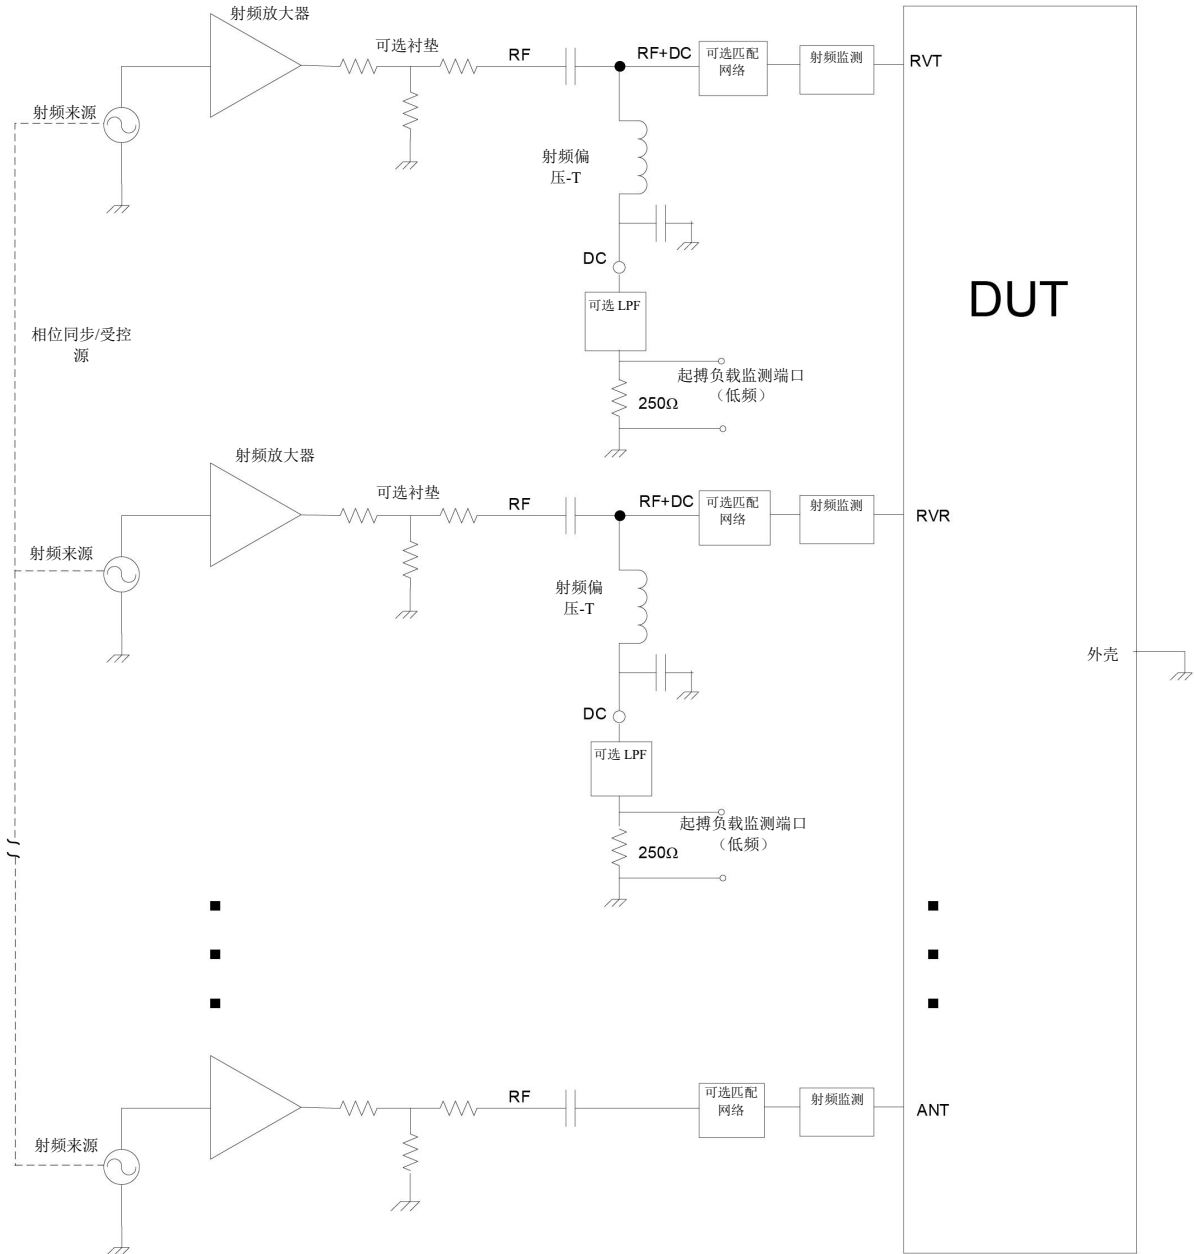 射频放大器
可选衬垫
RF
RF+DC
可选匹配
网络
射频监测
RVT
射频来源
射频偏
压-T
DC
可选 LPF
DUT
相位同步/受控
源
起搏负载监测端口
（低频）
250Ω
射频放大器
可选衬垫
RF
RF+DC
可选匹配
网络
射频监测
RVR
射频来源
射频偏
压-T
外壳
DC
可选 LPF
起搏负载监测端口
（低频）
250Ω
RF
可选匹配
网络
射频监测
ANT
射频来源